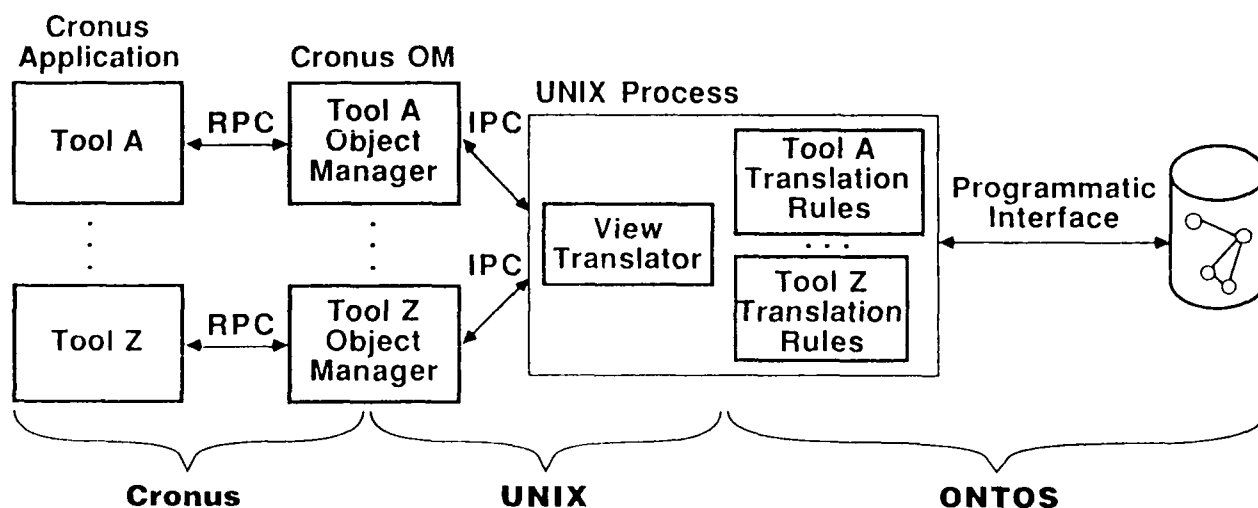 Cronus
Application
Cronus OM
UNIX Process
Tool A
RPC
Tool A
Object
Manager
IPC
View
Translator
Tool A
Translation
Rules
. . .
Programmatic
Interface
IPC
Tool Z
RPC
Tool Z
Object
Manager
Tool Z
Translation
Rules
Cronus
UNIX
ONTOS